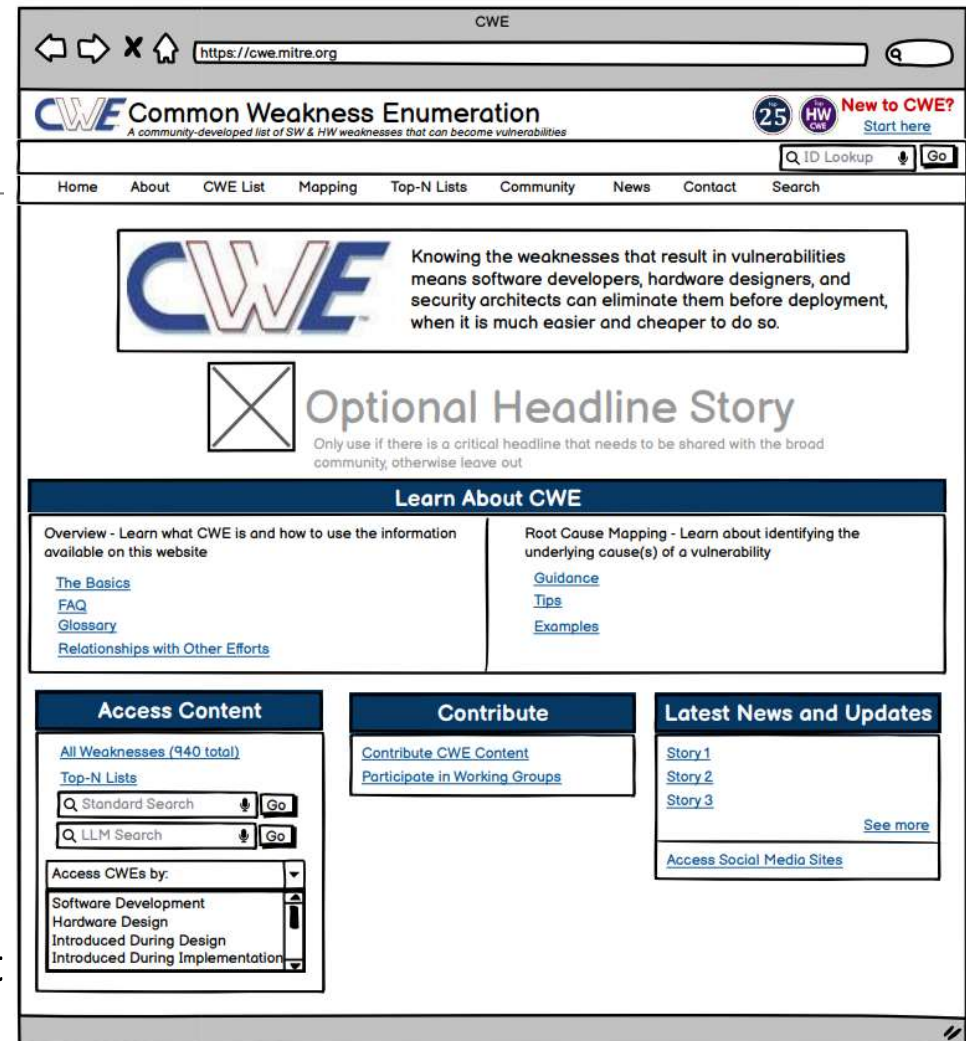 CWE
https://cwe.mitre.org
CWE Common Weakness Enumeration
A community-developed list of SW & HW weaknesses that can become vulnerabilities
Top 25
Top HW CWE
New to CWE?
Start here
ID Lookup Go
Home About CWE List Mapping Top-N Lists Community News Contact Search
CWE
Knowing the weaknesses that result in vulnerabilities
means software developers, hardware designers, and
security architects can eliminate them before deployment,
when it is much easier and cheaper to do so.
Optional Headline Story
Only use if there is a critical headline that needs to be shared with the broad
community, otherwise leave out
Learn About CWE
Overview - Learn what CWE is and how to use the information
available on this website
The Basics
FAQ
Glossary
Relationships with Other Efforts
Root Cause Mapping - Learn about identifying the
underlying cause(s) of a vulnerability
Guidance
Tips
Examples
Access Content
All Weaknesses (940 total)
Top-N Lists
Standard Search Go
LLM Search Go
Access CWEs by:
Software Development
Hardware Design
Introduced During Design
Introduced During Implementation
Contribute
Contribute CWE Content
Participate in Working Groups
Latest News and Updates
Story 1
Story 2
Story 3
See more
Access Social Media Sites